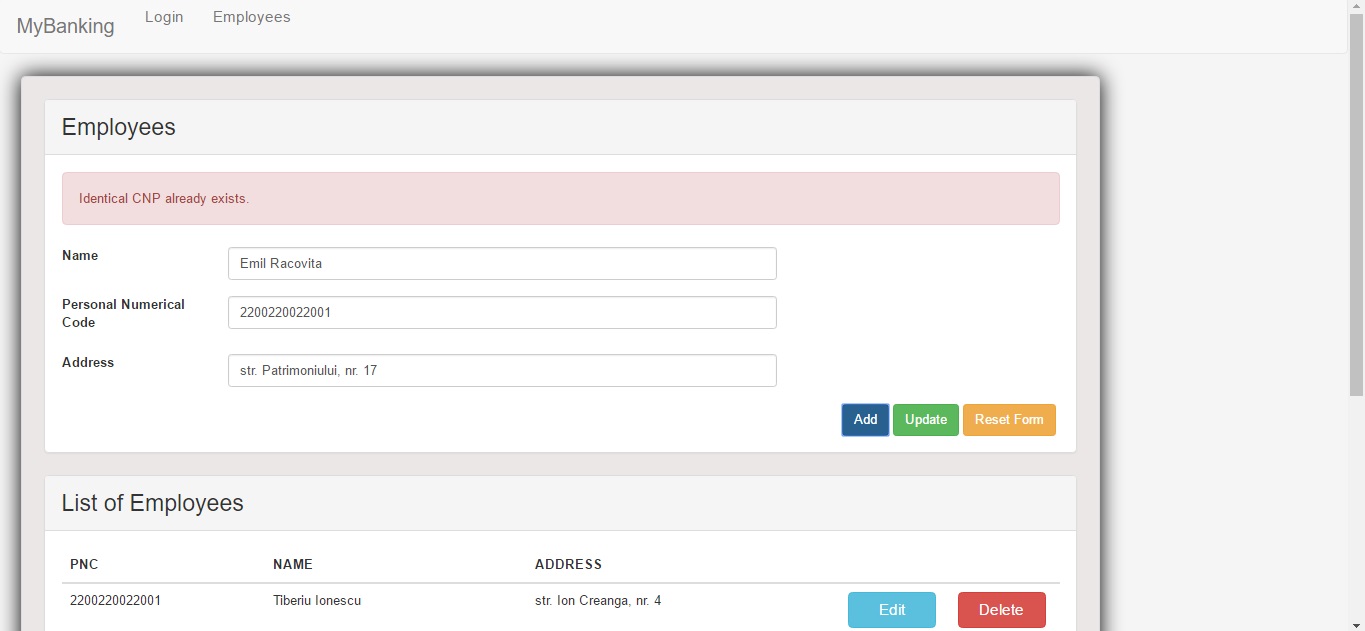 MyBanking Login Employees
Employees
Identical CNP already exists.
Name
Emil Racovita
Personal Numerical
Code
2200220022001
Address
str. Patrimoniului, nr. 17
Add Update Reset Form
List of Employees
PNC NAME ADDRESS
2200220022001 Tiberiu Ionescu str. Ion Creanga, nr. 4 Edit Delete